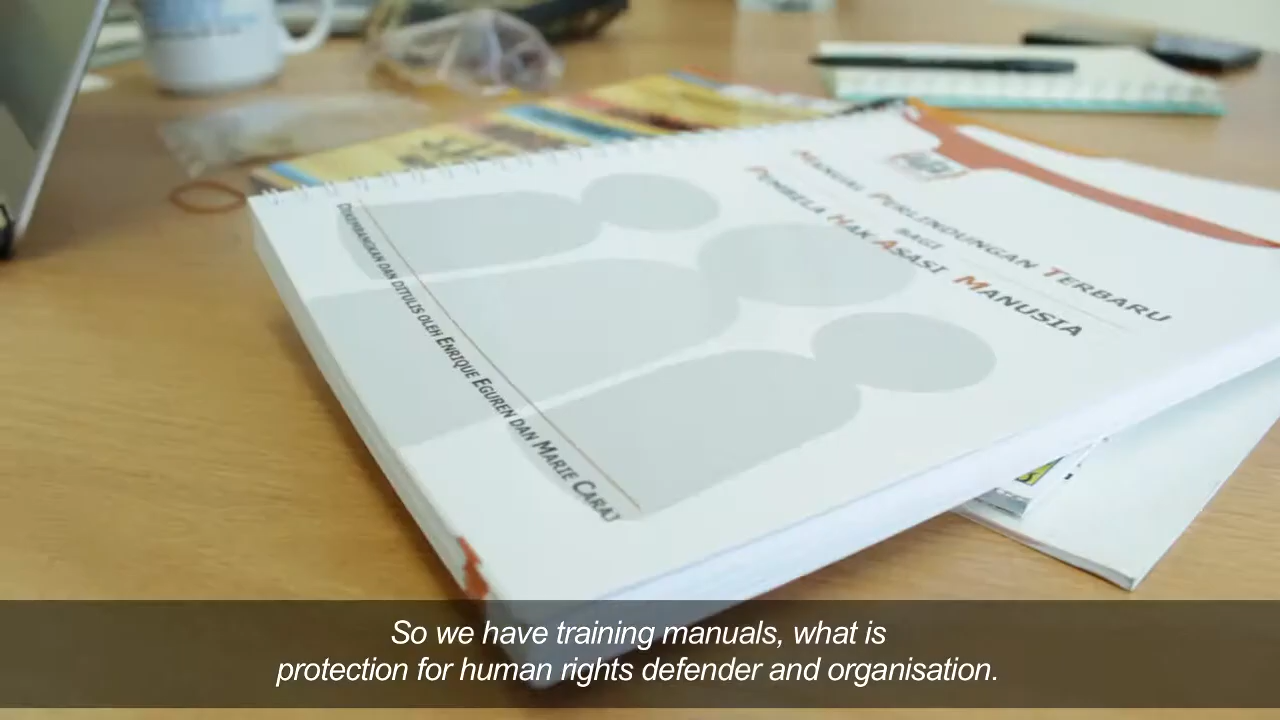 MANUAL PERLINDUNGAN TERBARU
BAGI
PEMBELA HAK ASASI MANUSIA
DIKEMBANGKAN DAN DITULIS OLEH ENRIQUE EGUREN DAN MARIE CARAJ
So we have training manuals, what is
protection for human rights defender and organisation.